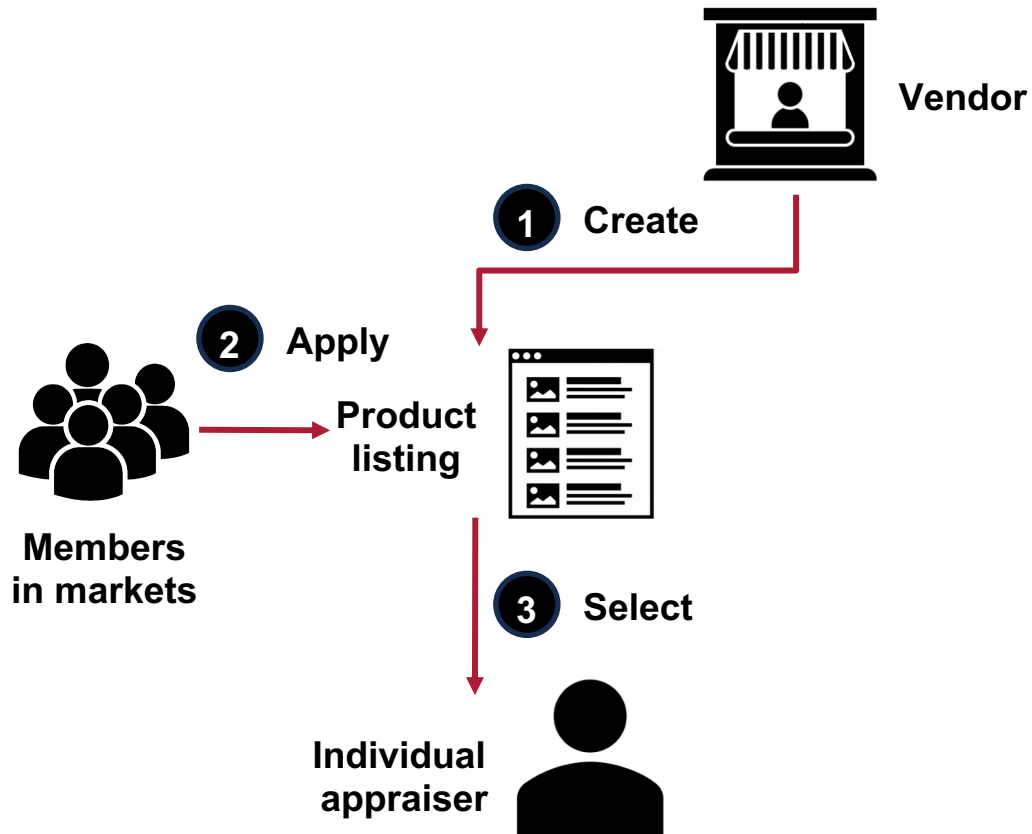 Vendor
1 Create
2 Apply
Product
listing
Members
in markets
3 Select
Individual
appraiser